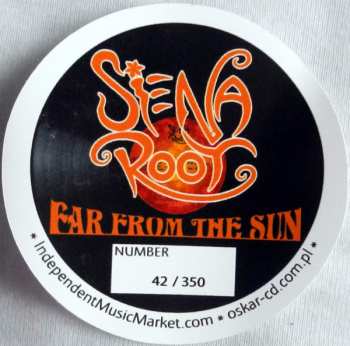 SIENA
ROOT
FAR FROM THE SUN
NUMBER
42 / 350
* IndependentMusicMarket.com * oskar-cd.com.pl *